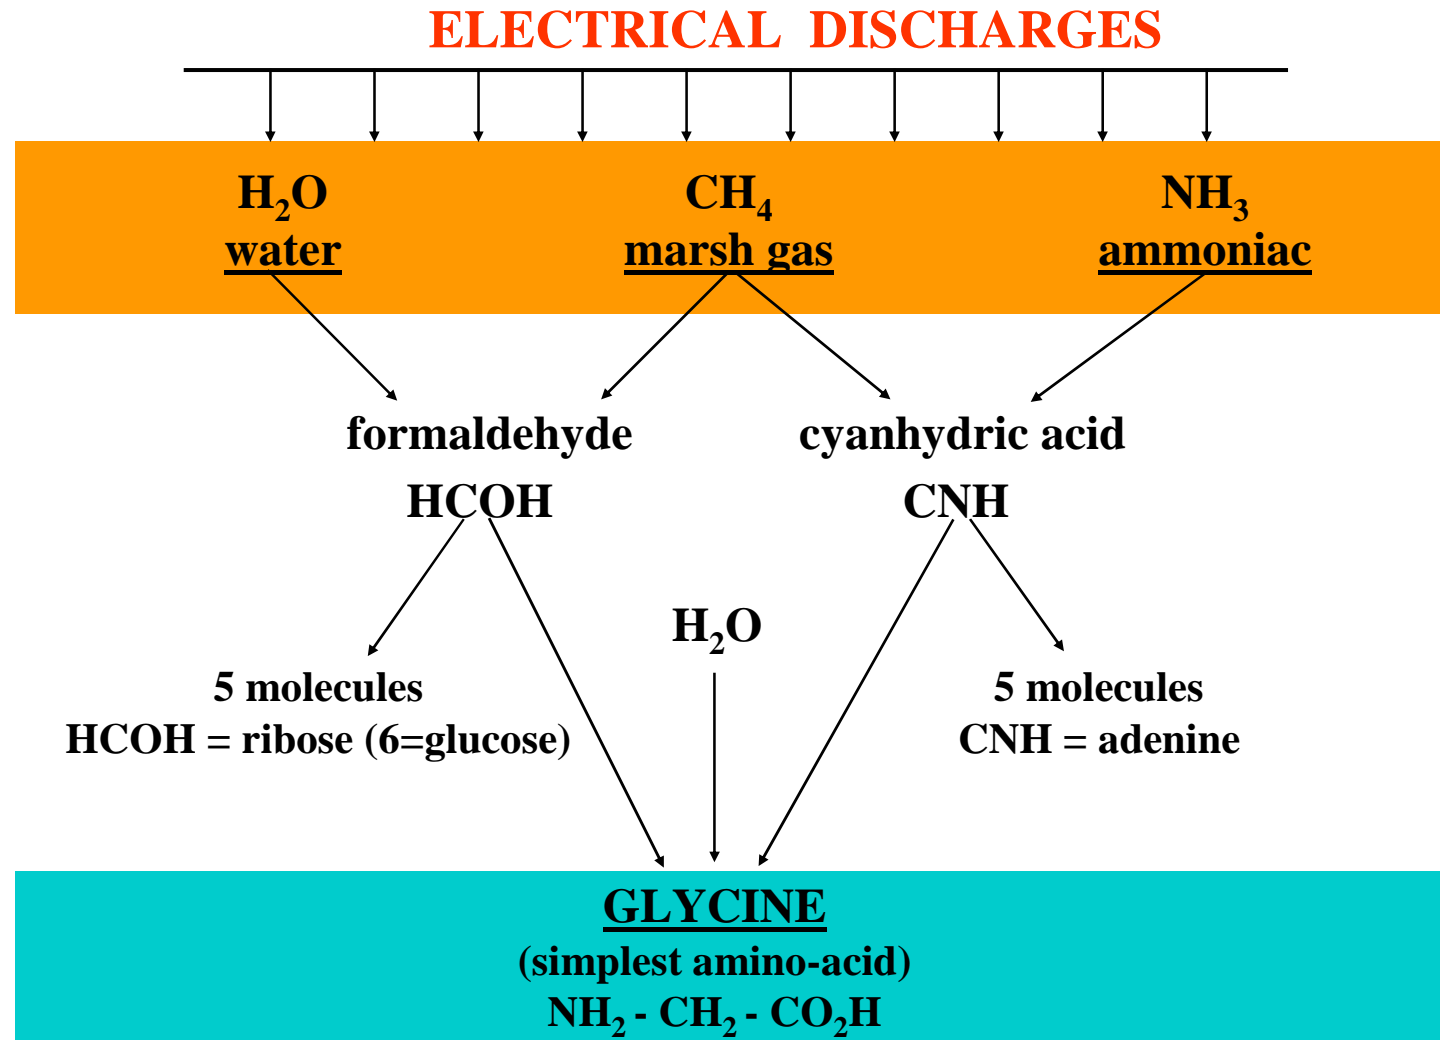 ELECTRICAL DISCHARGES
H₂O
water
CH₄
marsh gas
NH₃
ammoniac
formaldehyde
HCOH
cyanhydric acid
CNH
H₂O
5 molecules
HCOH = ribose (6=glucose)
5 molecules
CNH = adenine
GLYCINE
(simplest amino-acid)
NH₂ - CH₂ - CO₂H